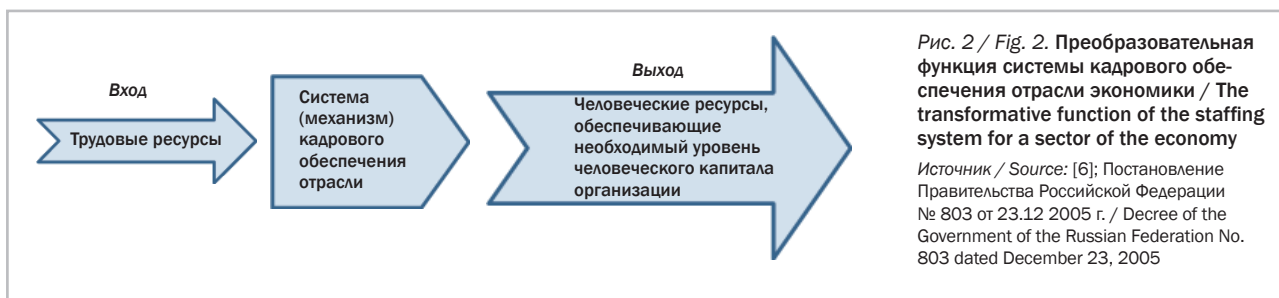 Вход
Трудовые ресурсы
Система
(механизм)
кадрового
обеспечения
отрасли
Выход
Человеческие ресурсы,
обеспечивающие
необходимый уровень
человеческого капитала
организации
Рис. 2 / Fig. 2. Преобразовательная
функция системы кадрового обе-
спечения отрасли экономики / The
transformative function of the staffing
system for a sector of the economy
Источник / Source: [6]; Постановление
Правительства Российской Федерации
№ 803 от 23.12 2005 г. / Decree of the
Government of the Russian Federation No.
803 dated December 23, 2005